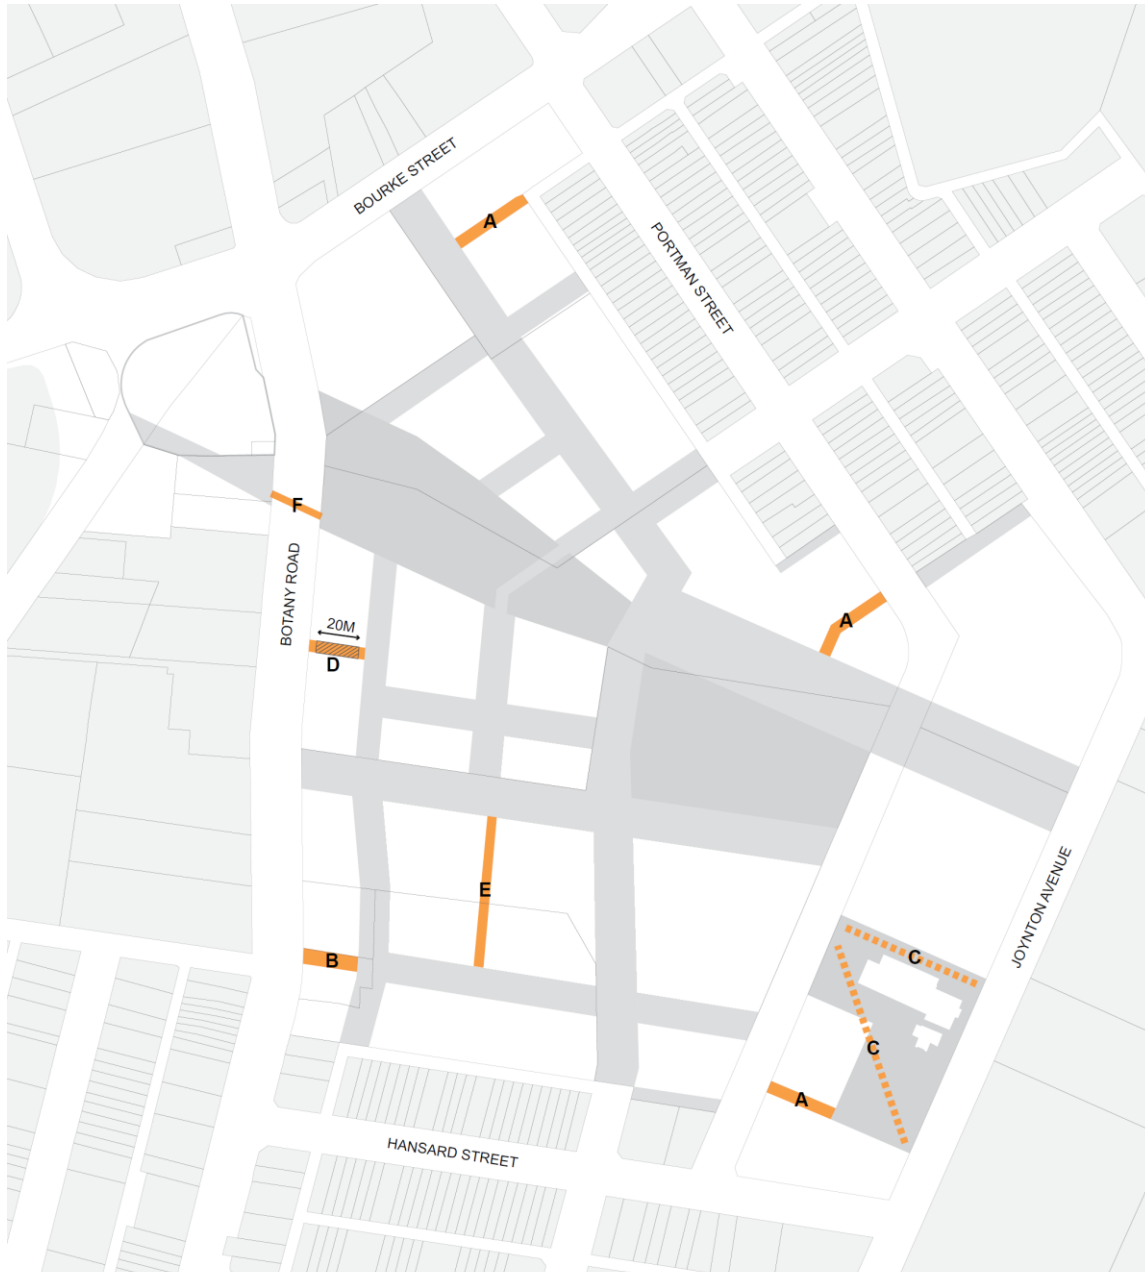 BOURKE STREET
A
PORTMAN STREET
F
BOTANY ROAD
20M
D
A
E
JOYNTON AVENUE
B
C
C
A
HANSARD STREET